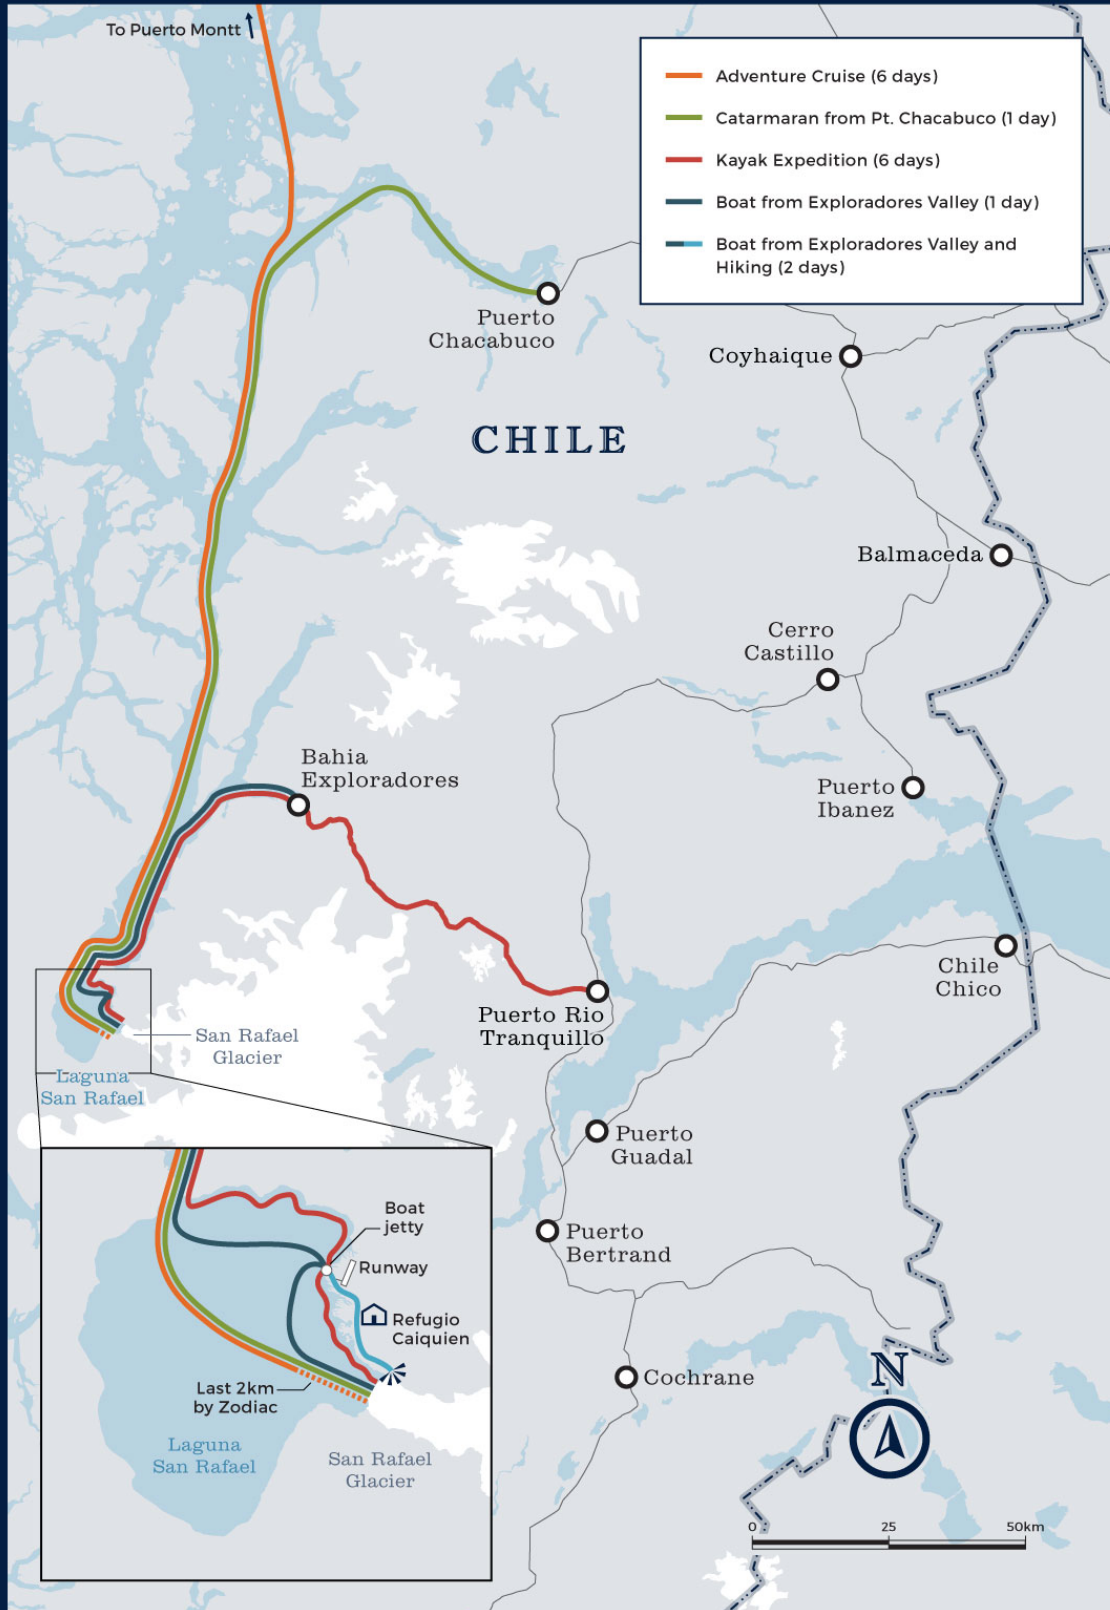 To Puerto Montt
Adventure Cruise (6 days)
Catarmaran from Pt. Chacabuco (1 day)
Kayak Expedition (6 days)
Boat from Exploradores Valley (1 day)
Boat from Exploradores Valley and
Hiking (2 days)
Puerto
Chacabuco
Coyhaique
CHILE
Balmaceda
Cerro
Castillo
Bahia
Exploradores
Puerto
Ibanez
Chile
Chico
Puerto Rio
Tranquillo
San Rafael
Glacier
Laguna
San Rafael
Puerto
Guadal
Boat
jetty
Runway
Refugio
Caiquien
Last 2km
by Zodiac
Laguna
San Rafael
San Rafael
Glacier
Puerto
Bertrand
Cochrane
N
0 25 50km